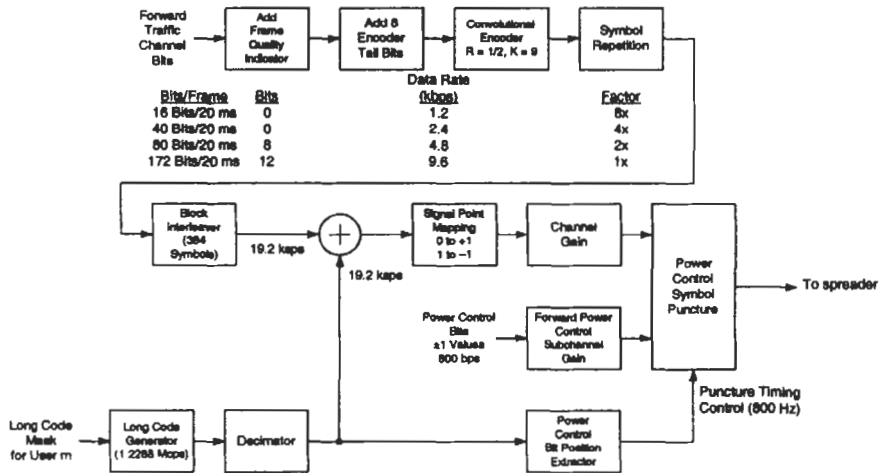 Forward
Traffic
Channel
Bits
Add
Frame
Quality
Indicator
Add 8
Encoder
Tail Bits
Convolutional
Encoder
R = 1/2, K = 9
Symbol
Repetition
Data Rate
Bits/Frame Bits (kbps) Factor
16 Bits/20 ms 0 1.2 8x
40 Bits/20 ms 0 2.4 4x
80 Bits/20 ms 8 4.8 2x
172 Bits/20 ms 12 9.6 1x
Block
Interleaver
(384
Symbols)
19.2 ksps
+
19.2 ksps
Signal Point
Mapping
0 to +1
1 to −1
Channel
Gain
Power
Control
Symbol
Puncture
To spreader
Power Control
Bits
±1 Values
800 bps
Forward Power
Control
Subchannel
Gain
Puncture Timing
Control (800 Hz)
Long Code
Mask
for User m
Long Code
Generator
(1.2288 Mcps)
Decimator
Power
Control
Bit Position
Extractor